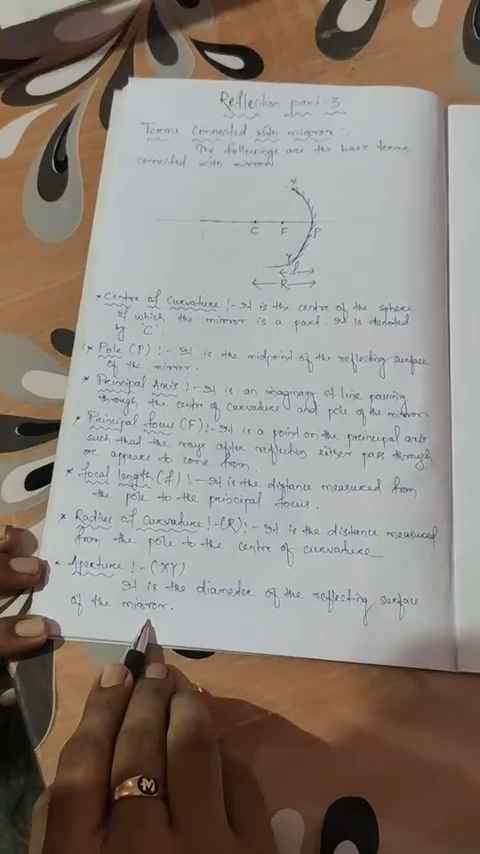 Reflection part-3
Terms Connected with mirror :-
The followings are the basic terms
connected with mirror.
X
C F P
Y
f
R
* Centre of Curvature :- It is the centre of the sphere
of which the mirror is a part. It is denoted
by 'C'.
* Pole (P) :- It is the midpoint of the reflecting surface
of the mirror.
* Principal Axis :- It is an imaginary st line passing
through the centre of curvature and pole of the mirror
* Principal focus (F) :- It is a point on the principal axis
such that the rays after reflection either pass through
or appears to come from.
* Focal length (f) :- It is the distance measured from
the pole to the principal focus.
* Radius of Curvature :- (R) :- It is the distance measured
from the pole to the centre of curvature
* Aperture :- (XY)
It is the diameter of the reflecting surface
of the mirror.